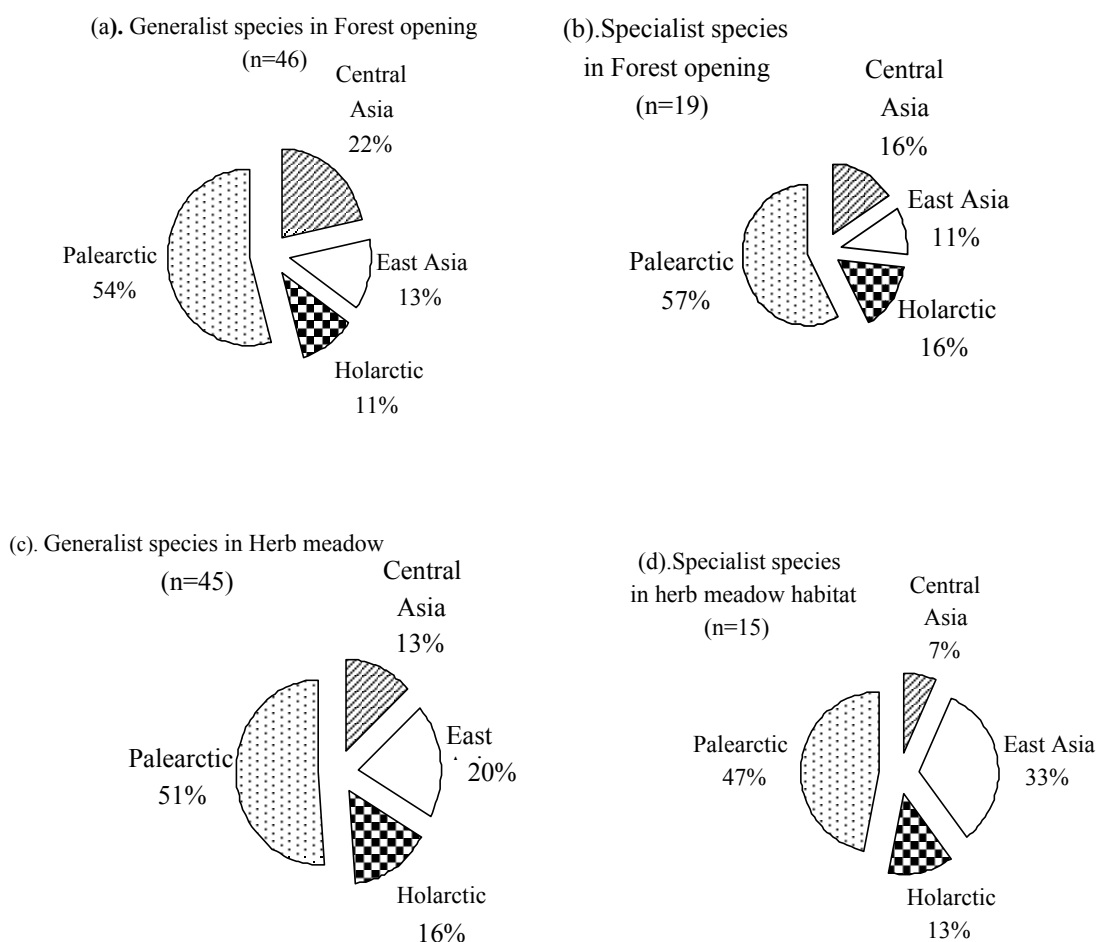 (a). Generalist species in Forest opening
(n=46)
Central
Asia
22%
East Asia
13%
Holarctic
11%
Palearctic
54%
(b).Specialist species
in Forest opening
(n=19)
Central
Asia
16%
East Asia
11%
Holarctic
16%
Palearctic
57%
(c). Generalist species in Herb meadow
(n=45)
Central
Asia
13%
East
20%
Holarctic
16%
Palearctic
51%
(d).Specialist species
in herb meadow habitat
(n=15)
Central
Asia
7%
East Asia
33%
Holarctic
13%
Palearctic
47%